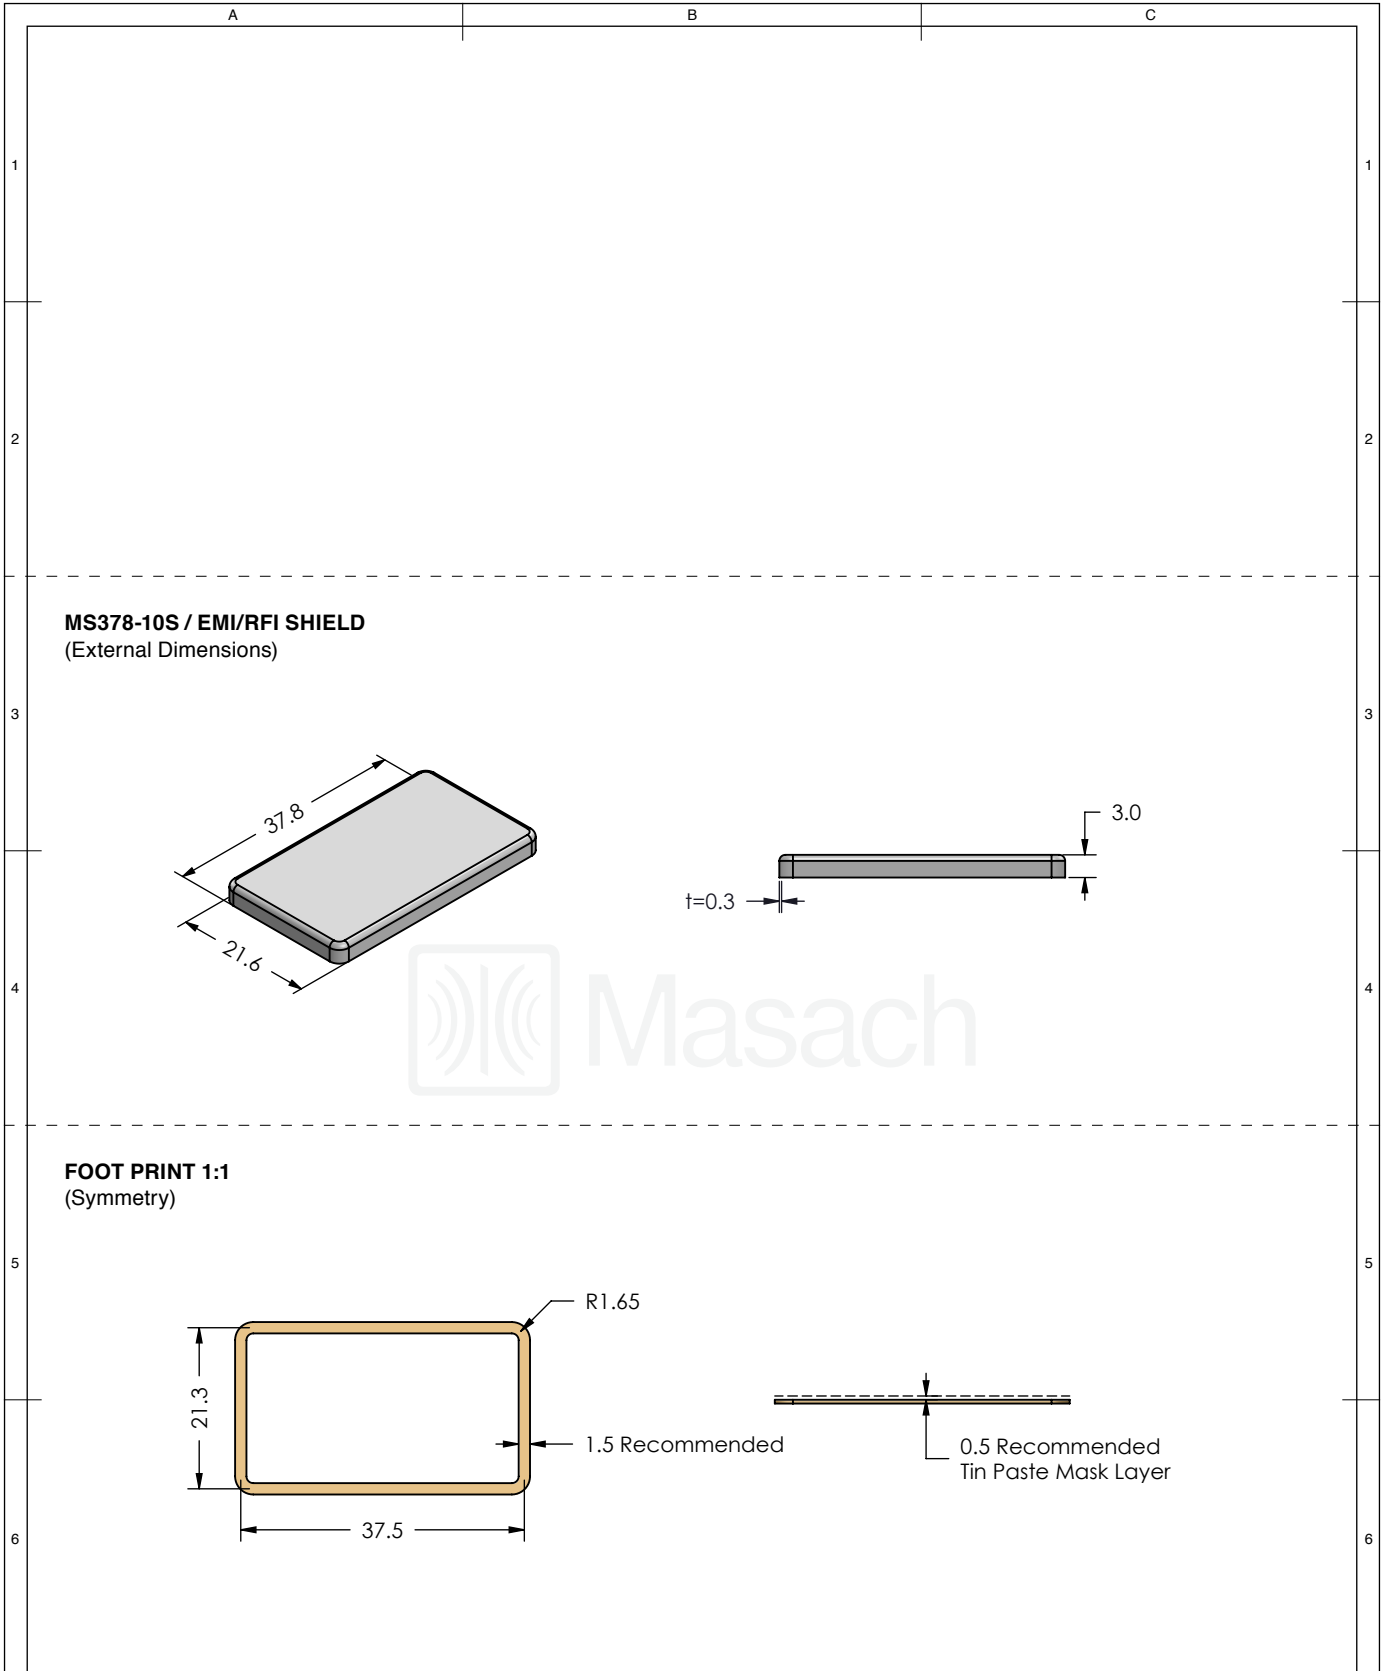 A B C
1 1
2 2
MS378-10S / EMI/RFI SHIELD
(External Dimensions)
3 3
37.8
3.0
t=0.3
21.6
Masach
4 4
FOOT PRINT 1:1
(Symmetry)
5 5
R1.65
21.3
1.5 Recommended
0.5 Recommended
Tin Paste Mask Layer
37.5
6 6